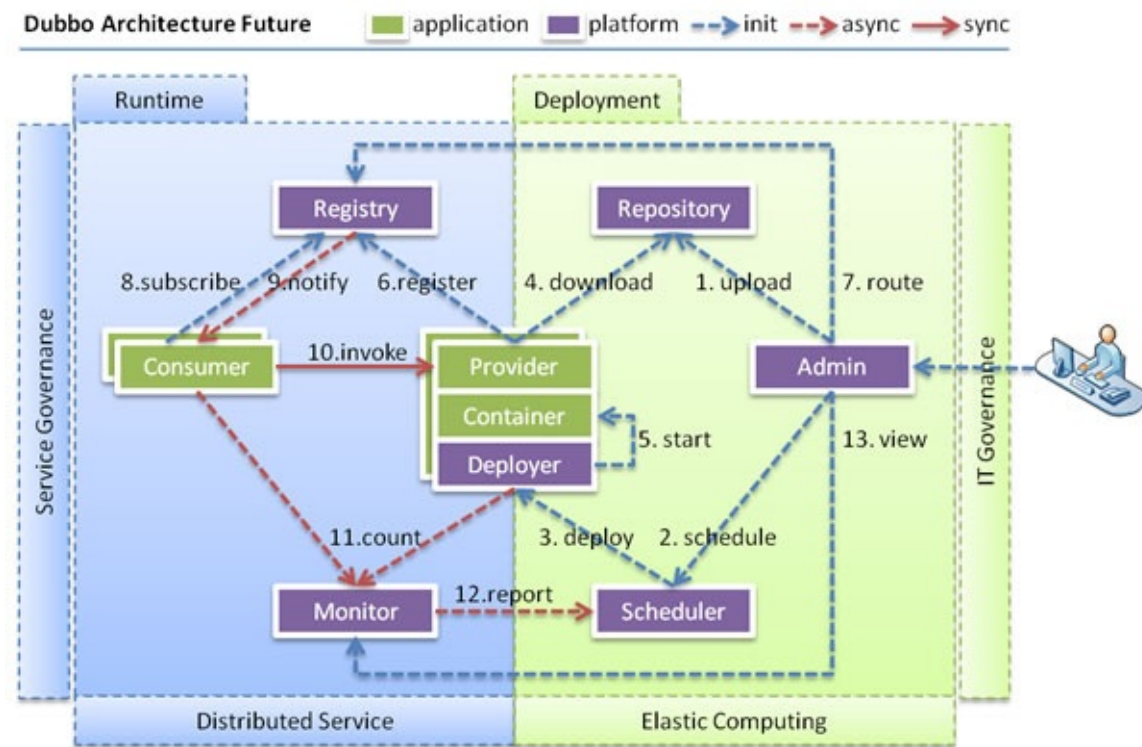 Dubbo Architecture Future application platform init async sync
Runtime
Deployment
Service Governance
IT Governance
Registry
Repository
8.subscribe
9.notify
6.register
4. download
1. upload
7. route
Consumer
10.invoke
Provider
Admin
Container
5. start
13. view
Deployer
11.count
3. deploy
2. schedule
Monitor
12.report
Scheduler
Distributed Service
Elastic Computing